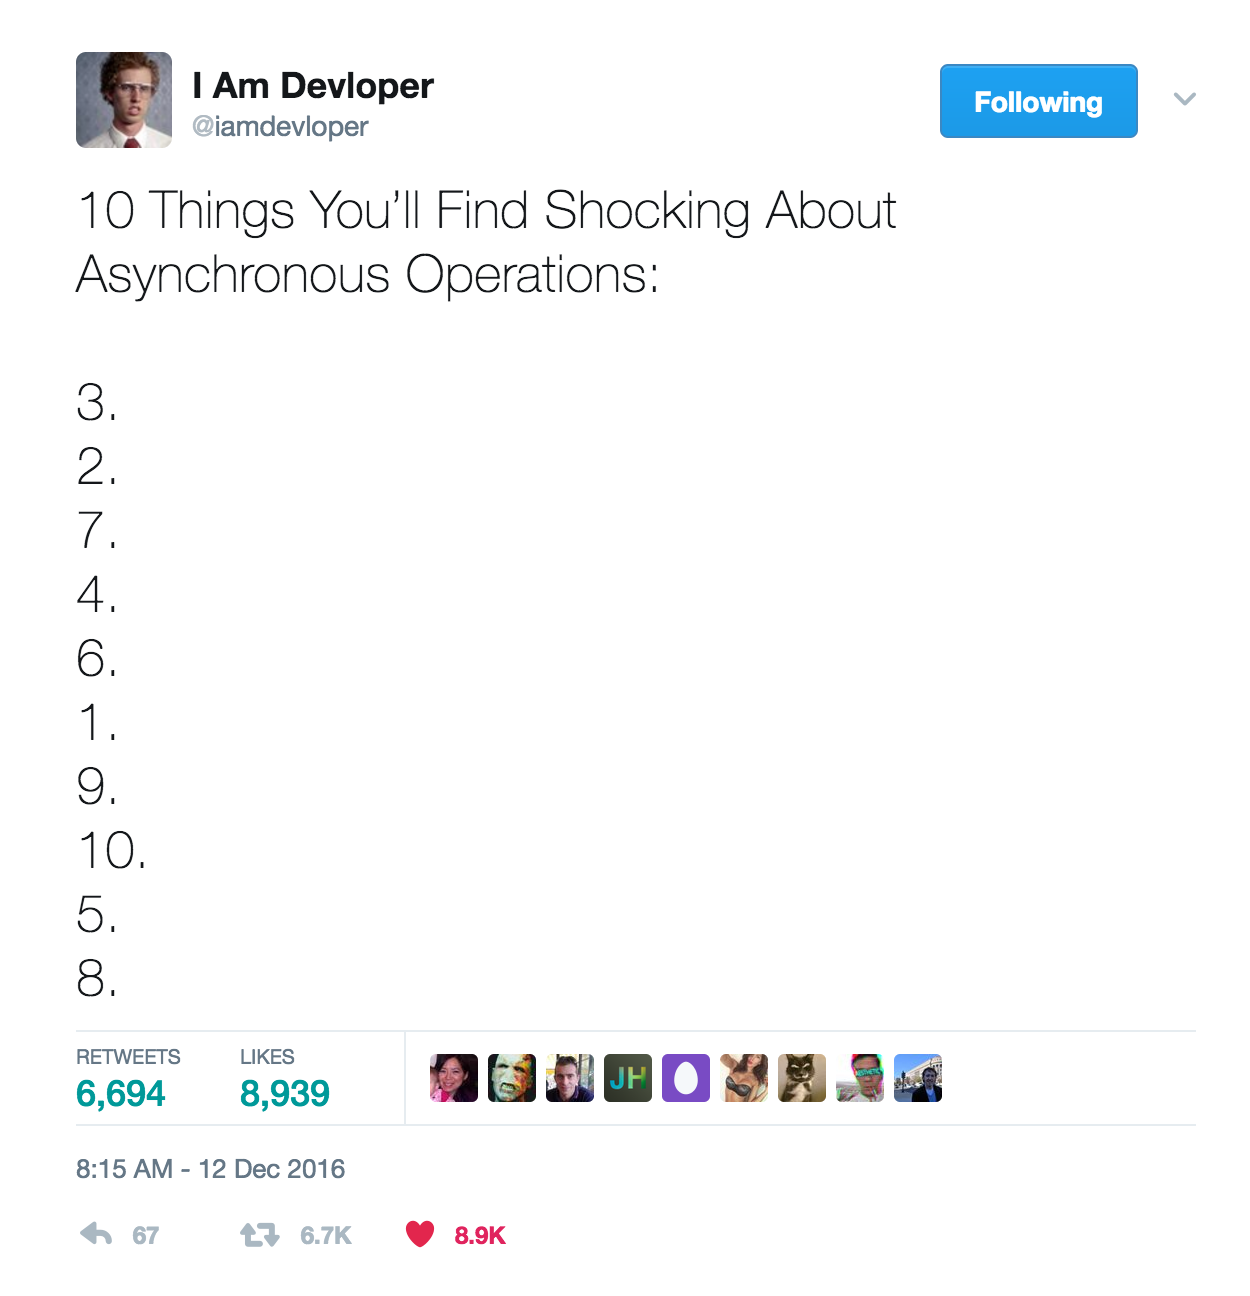 I Am Devloper
@iamdevloper
Following
10 Things You’ll Find Shocking About
Asynchronous Operations:
3.
2.
7.
4.
6.
1.
9.
10.
5.
8.
RETWEETS
LIKES
6,694
8,939
JH
8:15 AM - 12 Dec 2016
67
6.7K
8.9K